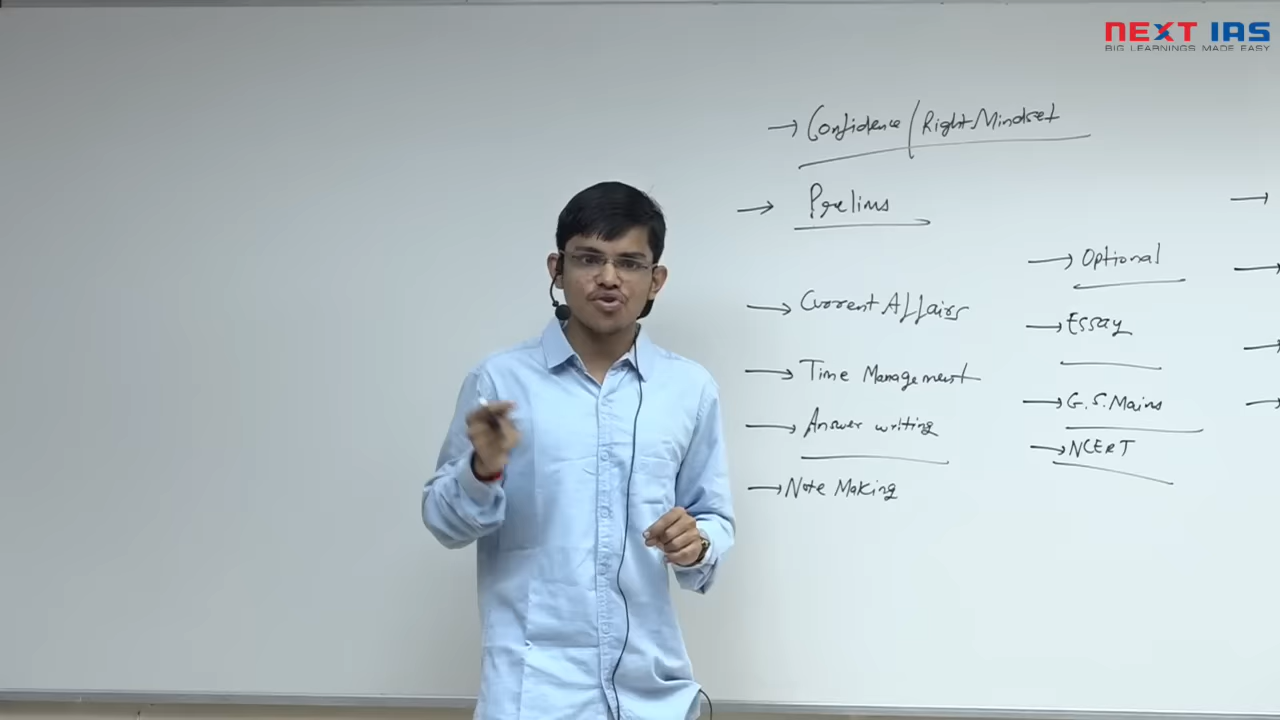 NEXT IAS
BIG LEARNINGS MADE EASY
→ Confidence / Right Mindset
→ Prelims
→ Current Affairs
→ Time Management
→ Answer writing
→ Note Making
→ Optional
→ Essay
→ G.S. Mains
→ NCERT